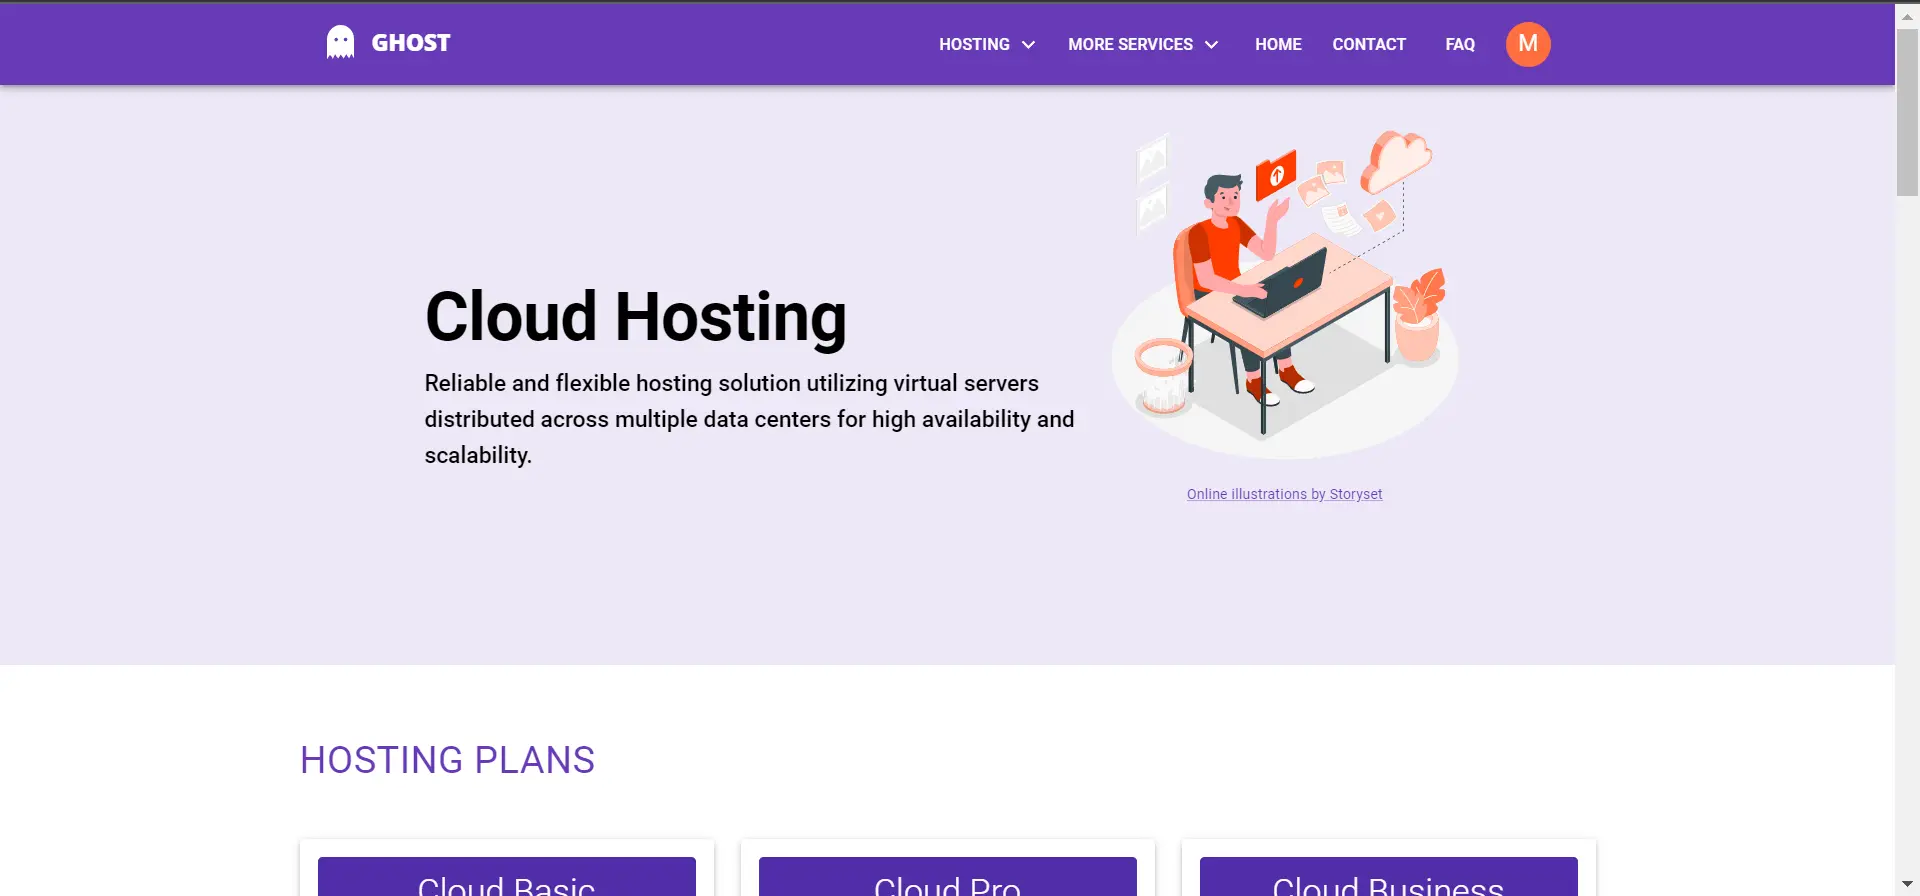 GHOST
HOSTING
MORE SERVICES
HOME
CONTACT
FAQ
M
Cloud Hosting
Reliable and flexible hosting solution utilizing virtual servers
distributed across multiple data centers for high availability and
scalability.
Online illustrations by Storyset
HOSTING PLANS
Cloud Basic
Cloud Pro
Cloud Business